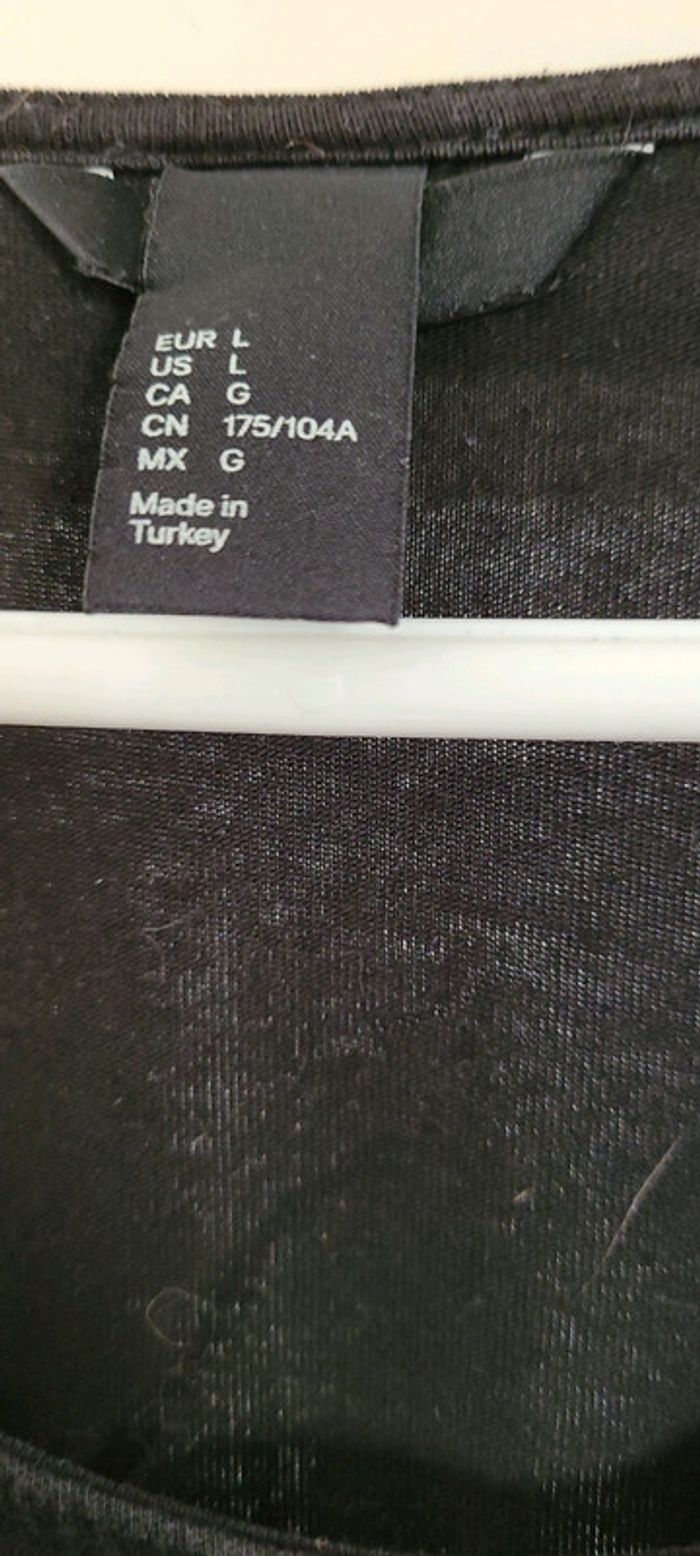 EUR L
US L
CA G
CN 175/104A
MX G
Made in
Turkey